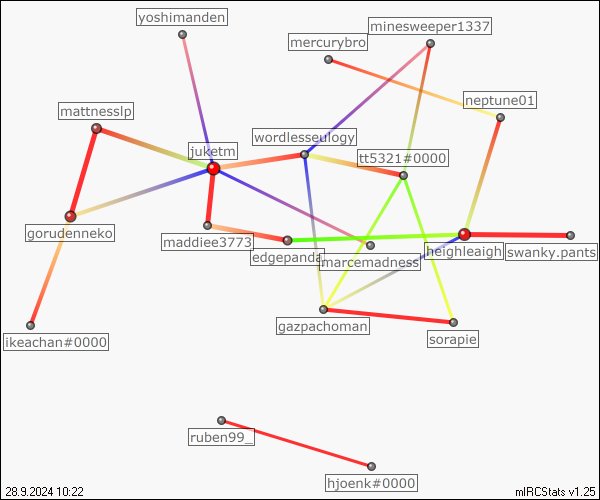 yoshimanden
minesweeper1337
mercurybro
neptune01
mattnesslp
wordlesseulogy
juketm
tt5321#0000
gorudenneko
maddiee3773
edgepanda
marcemadness
heighleaigh
swanky.pants
gazpachoman
sorapie
ikeachan#0000
ruben99_
hjoenk#0000
28.9.2024 10:22
mIRCStats v1.25